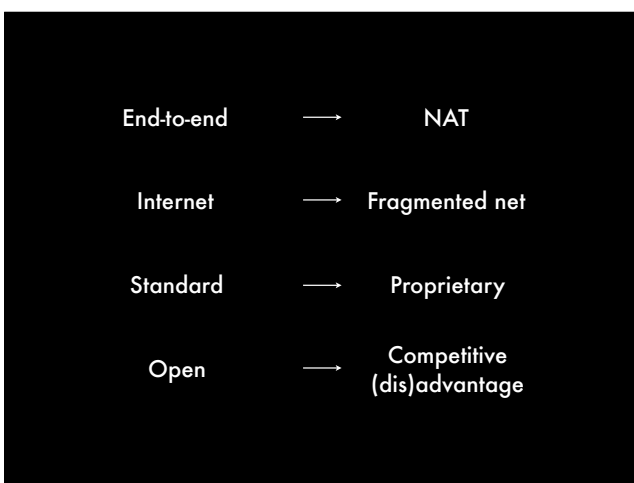 End-to-end → NAT
Internet → Fragmented net
Standard → Proprietary
Open → Competitive
(dis)advantage